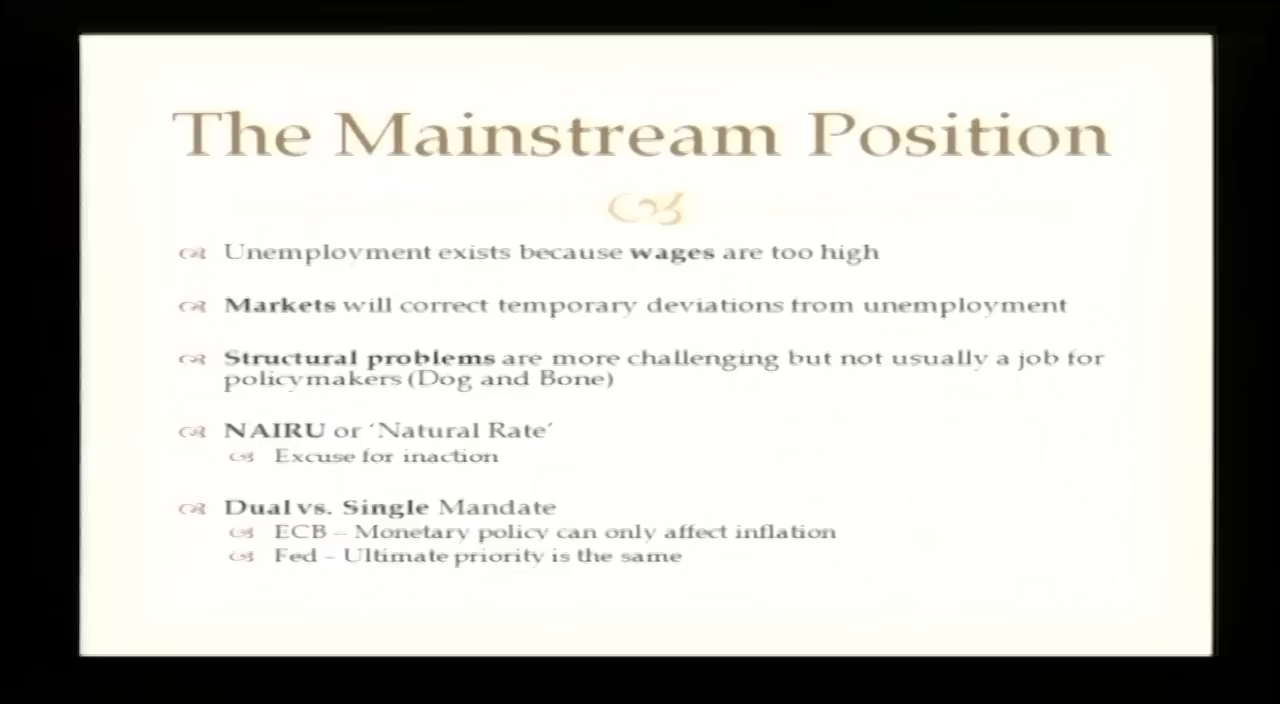 The Mainstream Position
Unemployment exists because wages are too high
Markets will correct temporary deviations from unemployment
Structural problems are more challenging but not usually a job for
policymakers (Dog and Bone)
NAIRU or ‘Natural Rate’
Excuse for inaction
Dual vs. Single Mandate
ECB – Monetary policy can only affect inflation
Fed – Ultimate priority is the same